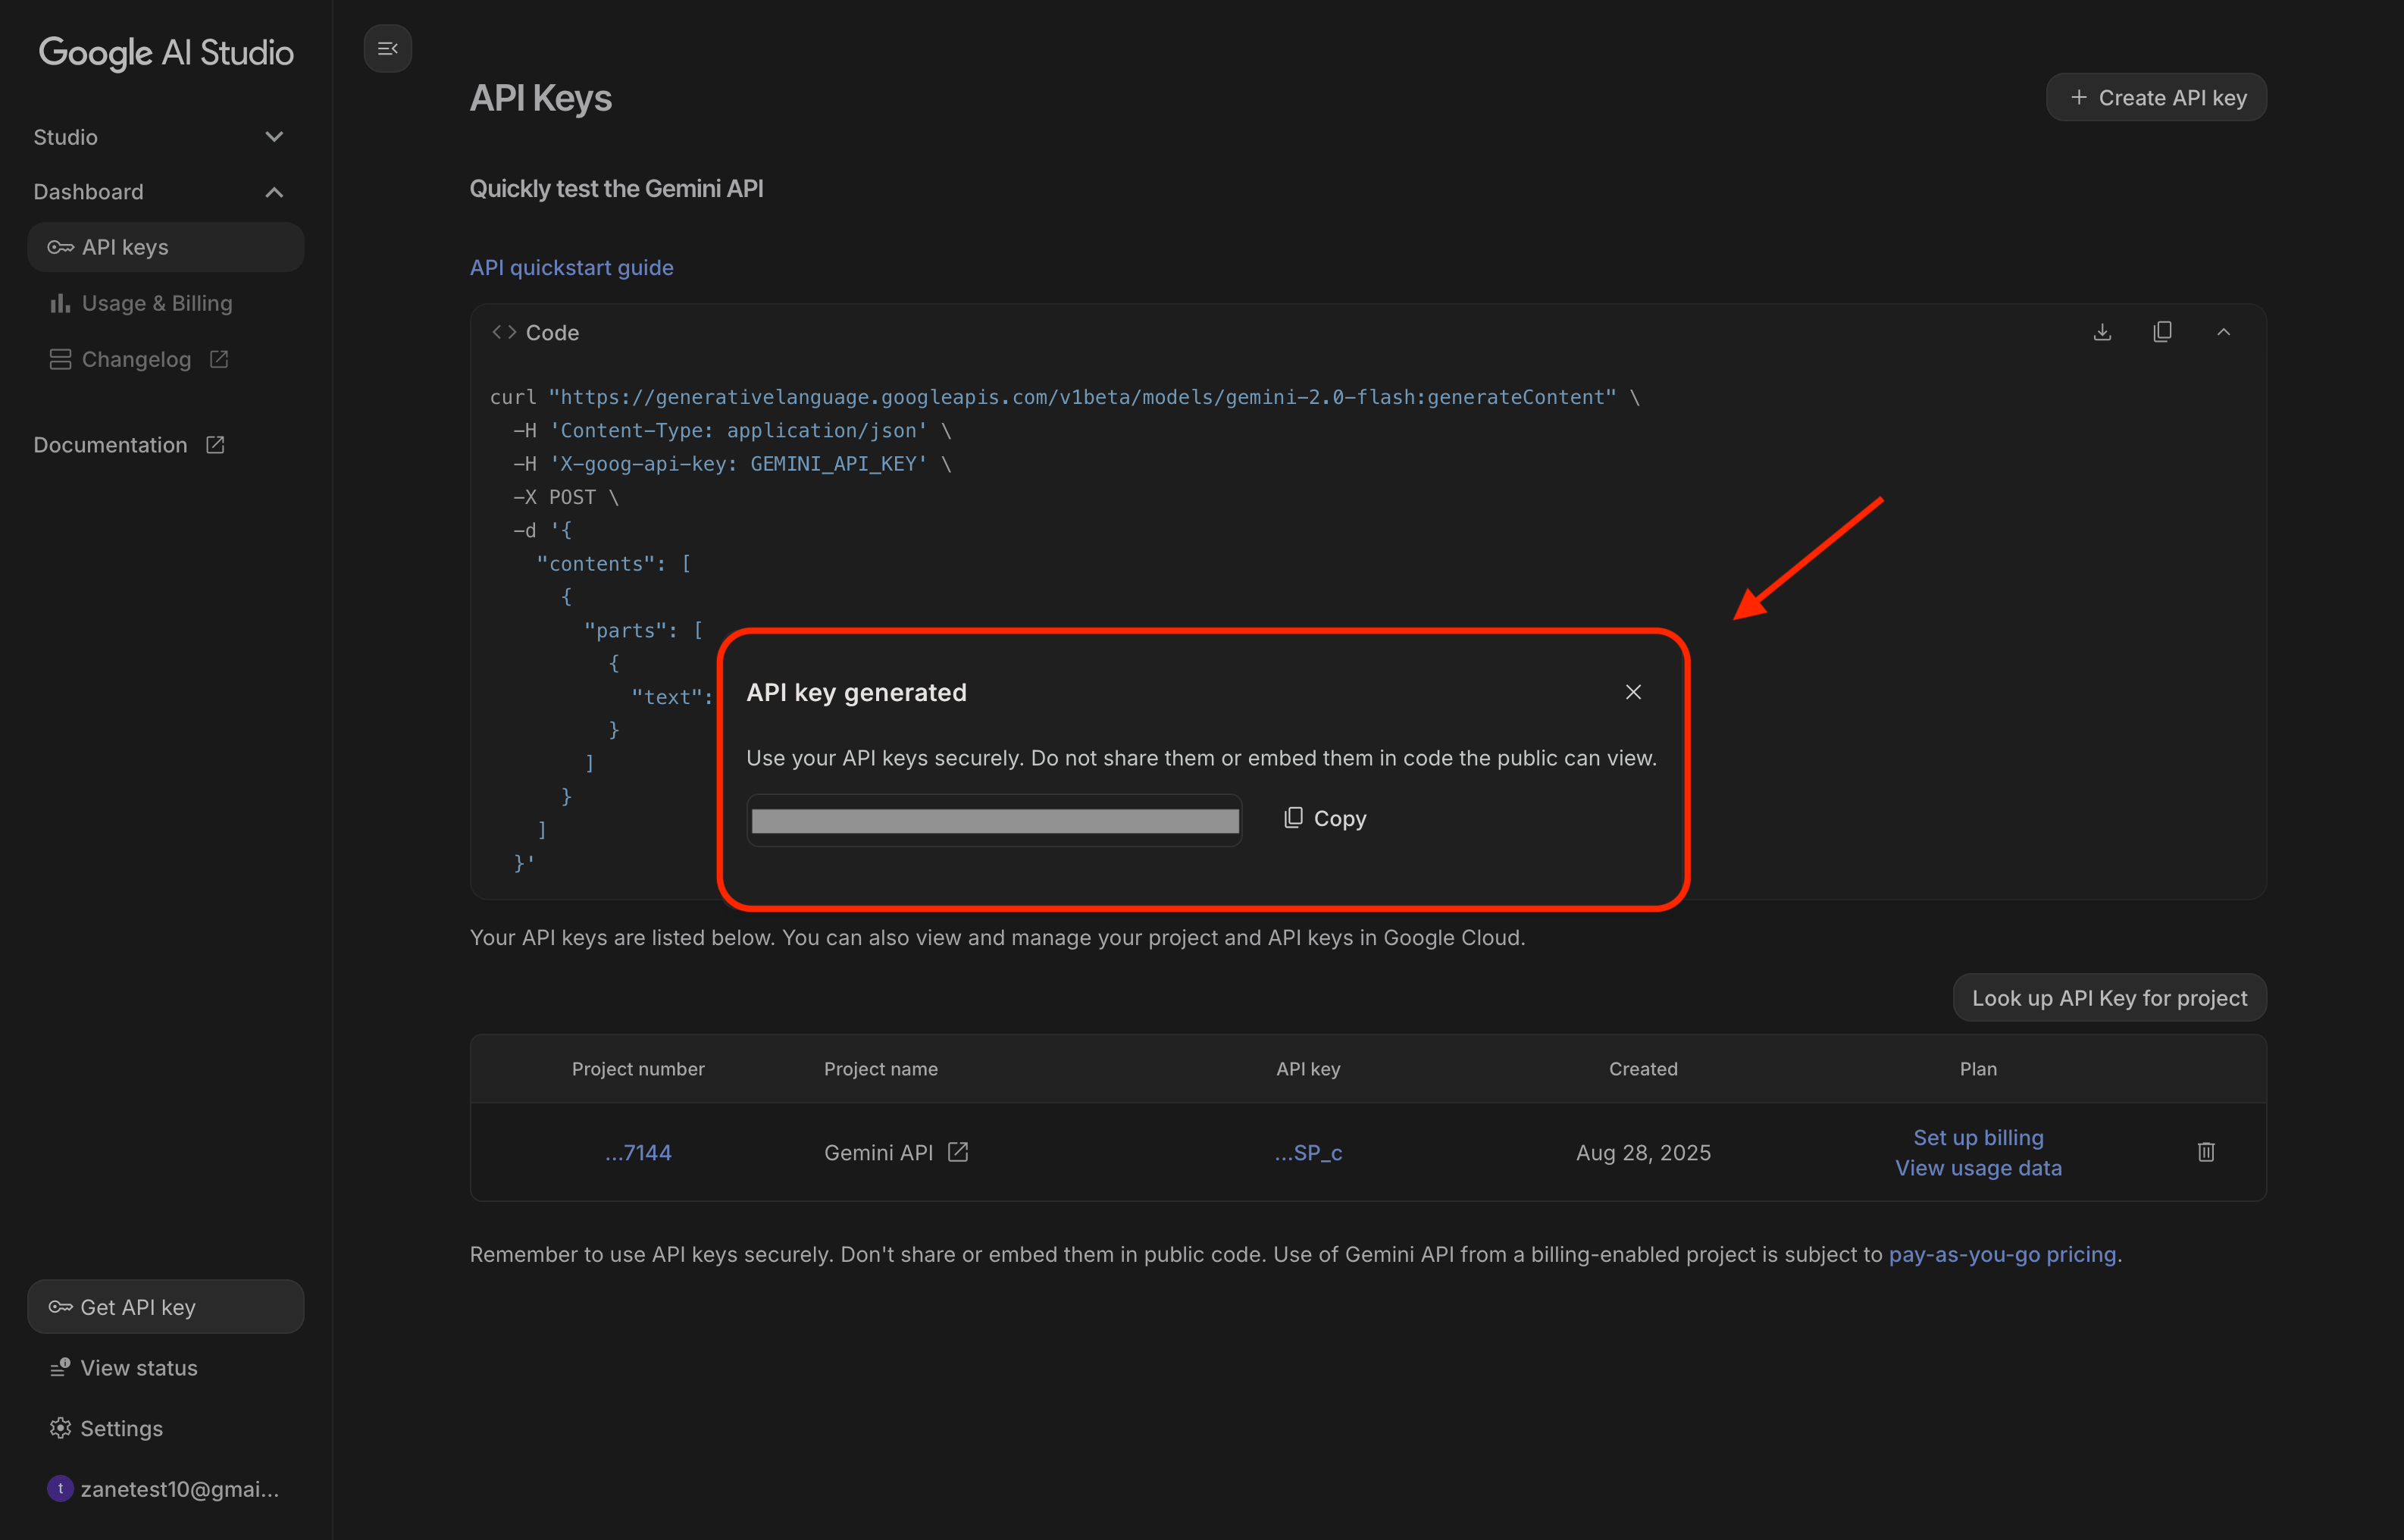 Google AI Studio
Studio
Dashboard
API keys
Usage & Billing
Changelog
Documentation
Get API key
View status
Settings
t zanetest10@gmai...
API Keys
Create API key
Quickly test the Gemini API
API quickstart guide
<> Code
curl "https://generativelanguage.googleapis.com/v1beta/models/gemini-2.0-flash:generateContent" \
  -H 'Content-Type: application/json' \
  -H 'X-goog-api-key: GEMINI_API_KEY' \
  -X POST \
  -d '{
    "contents": [
      {
        "parts": [
          {
            "text":
          }
        ]
      }
    ]
  }'
API key generated
Use your API keys securely. Do not share them or embed them in code the public can view.
Copy
Your API keys are listed below. You can also view and manage your project and API keys in Google Cloud.
Look up API Key for project
Project number Project name API key Created Plan
...7144 Gemini API ...SP_c Aug 28, 2025 Set up billing
View usage data
Remember to use API keys securely. Don't share or embed them in public code. Use of Gemini API from a billing-enabled project is subject to pay-as-you-go pricing.